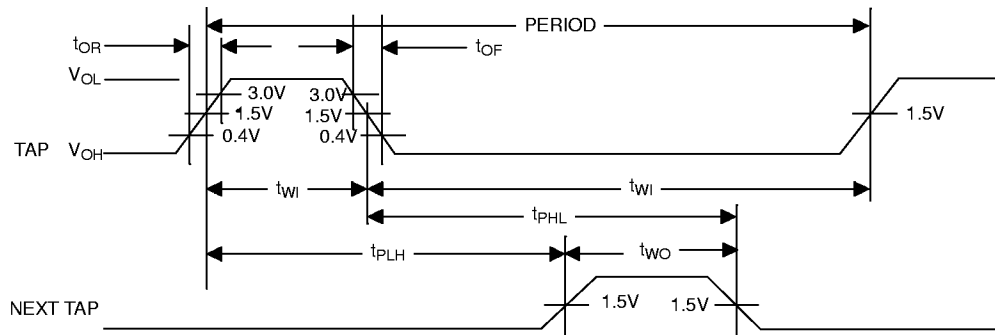 PERIOD
tOR
tOF
VOL
3.0V 3.0V
1.5V 1.5V 1.5V
0.4V 0.4V
TAP VOH
tWI tWI
tPHL
tPLH tWO
NEXT TAP 1.5V 1.5V